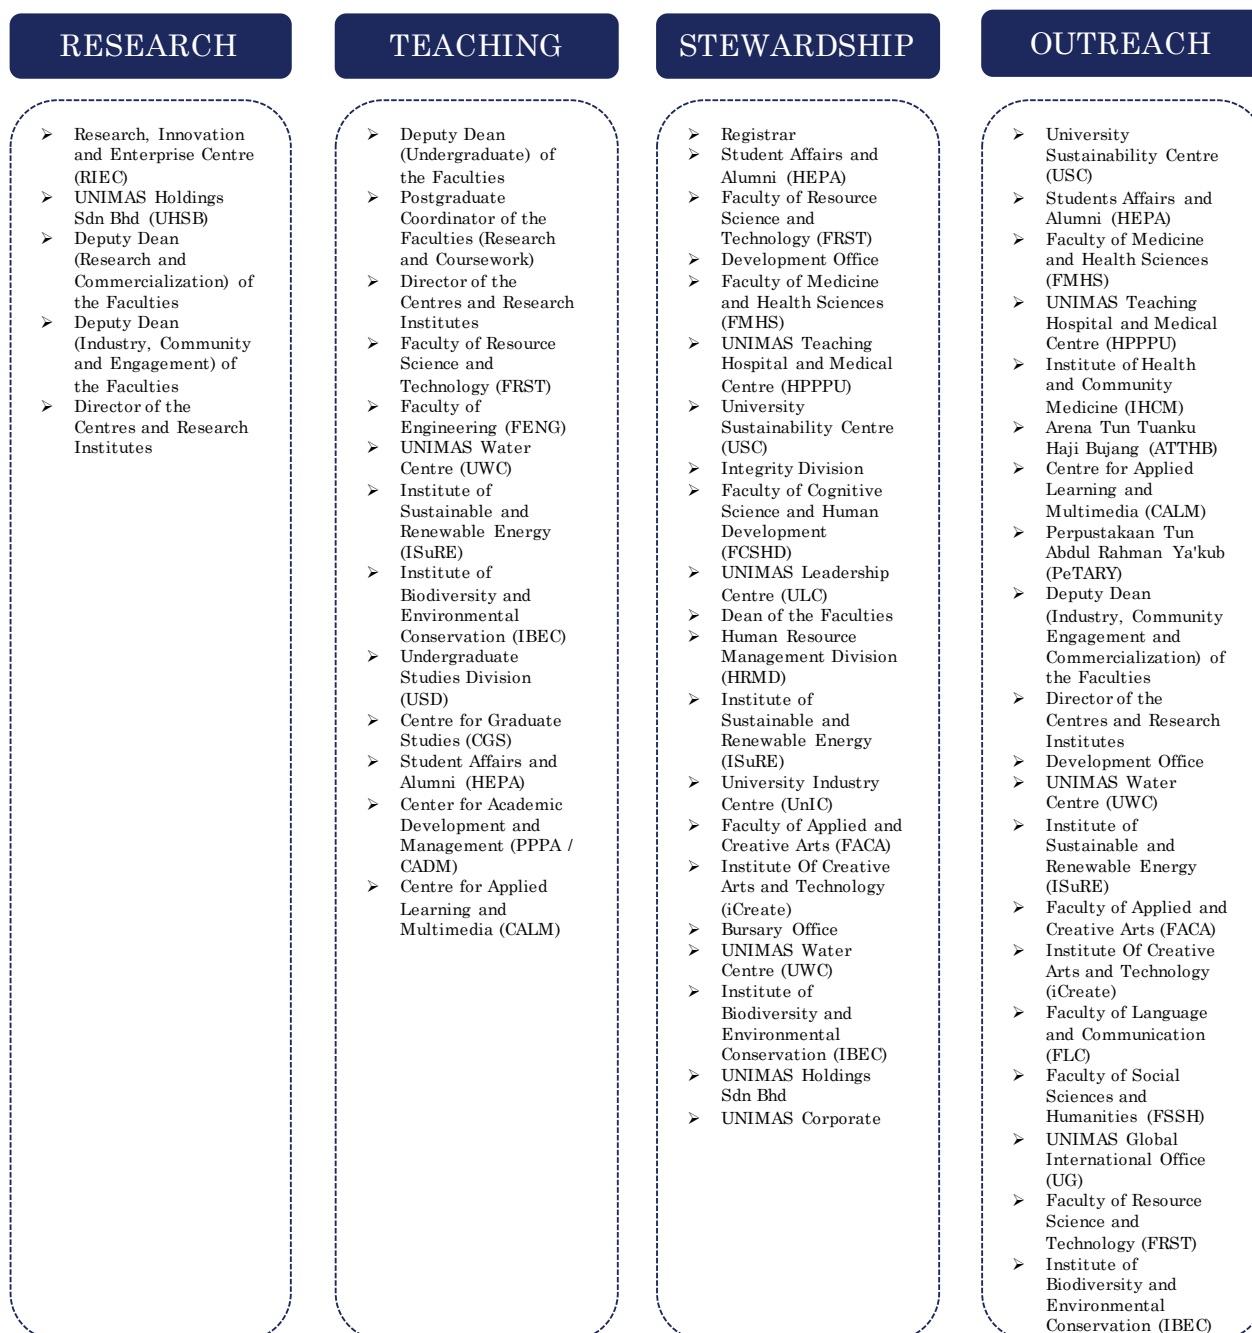 RESEARCH
➢ Research, Innovation
and Enterprise Centre
(RIEC)
➢ UNIMAS Holdings
Sdn Bhd (UHSB)
➢ Deputy Dean
(Research and
Commercialization) of
the Faculties
➢ Deputy Dean
(Industry, Community
and Engagement) of
the Faculties
➢ Director of the
Centres and Research
Institutes
TEACHING
➢ Deputy Dean
(Undergraduate) of
the Faculties
➢ Postgraduate
Coordinator of the
Faculties (Research
and Coursework)
➢ Director of the
Centres and Research
Institutes
➢ Faculty of Resource
Science and
Technology (FRST)
➢ Faculty of
Engineering (FENG)
➢ UNIMAS Water
Centre (UWC)
➢ Institute of
Sustainable and
Renewable Energy
(ISuRE)
➢ Institute of
Biodiversity and
Environmental
Conservation (IBEC)
➢ Undergraduate
Studies Division
(USD)
➢ Centre for Graduate
Studies (CGS)
➢ Student Affairs and
Alumni (HEPA)
➢ Center for Academic
Development and
Management (PPPA /
CADM)
➢ Centre for Applied
Learning and
Multimedia (CALM)
STEWARDSHIP
➢ Registrar
➢ Student Affairs and
Alumni (HEPA)
➢ Faculty of Resource
Science and
Technology (FRST)
➢ Development Office
➢ Faculty of Medicine
and Health Sciences
(FMHS)
➢ UNIMAS Teaching
Hospital and Medical
Centre (HPPPU)
➢ University
Sustainability Centre
(USC)
➢ Integrity Division
➢ Faculty of Cognitive
Science and Human
Development
(FCSHD)
➢ UNIMAS Leadership
Centre (ULC)
➢ Dean of the Faculties
➢ Human Resource
Management Division
(HRMD)
➢ Institute of
Sustainable and
Renewable Energy
(ISuRE)
➢ University Industry
Centre (UnIC)
➢ Faculty of Applied and
Creative Arts (FACA)
➢ Institute Of Creative
Arts and Technology
(iCreate)
➢ Bursary Office
➢ UNIMAS Water
Centre (UWC)
➢ Institute of
Biodiversity and
Environmental
Conservation (IBEC)
➢ UNIMAS Holdings
Sdn Bhd
➢ UNIMAS Corporate
OUTREACH
➢ University
Sustainability Centre
(USC)
➢ Students Affairs and
Alumni (HEPA)
➢ Faculty of Medicine
and Health Sciences
(FMHS)
➢ UNIMAS Teaching
Hospital and Medical
Centre (HPPPU)
➢ Institute of Health
and Community
Medicine (IHCM)
➢ Arena Tun Tuanku
Haji Bujang (ATTHB)
➢ Centre for Applied
Learning and
Multimedia (CALM)
➢ Perpustakaan Tun
Abdul Rahman Ya'kub
(PeTARY)
➢ Deputy Dean
(Industry, Community
Engagement and
Commercialization) of
the Faculties
➢ Director of the
Centres and Research
Institutes
➢ Development Office
➢ UNIMAS Water
Centre (UWC)
➢ Institute of
Sustainable and
Renewable Energy
(ISuRE)
➢ Faculty of Applied and
Creative Arts (FACA)
➢ Institute Of Creative
Arts and Technology
(iCreate)
➢ Faculty of Language
and Communication
(FLC)
➢ Faculty of Social
Sciences and
Humanities (FSSH)
➢ UNIMAS Global
International Office
(UG)
➢ Faculty of Resource
Science and
Technology (FRST)
➢ Institute of
Biodiversity and
Environmental
Conservation (IBEC)